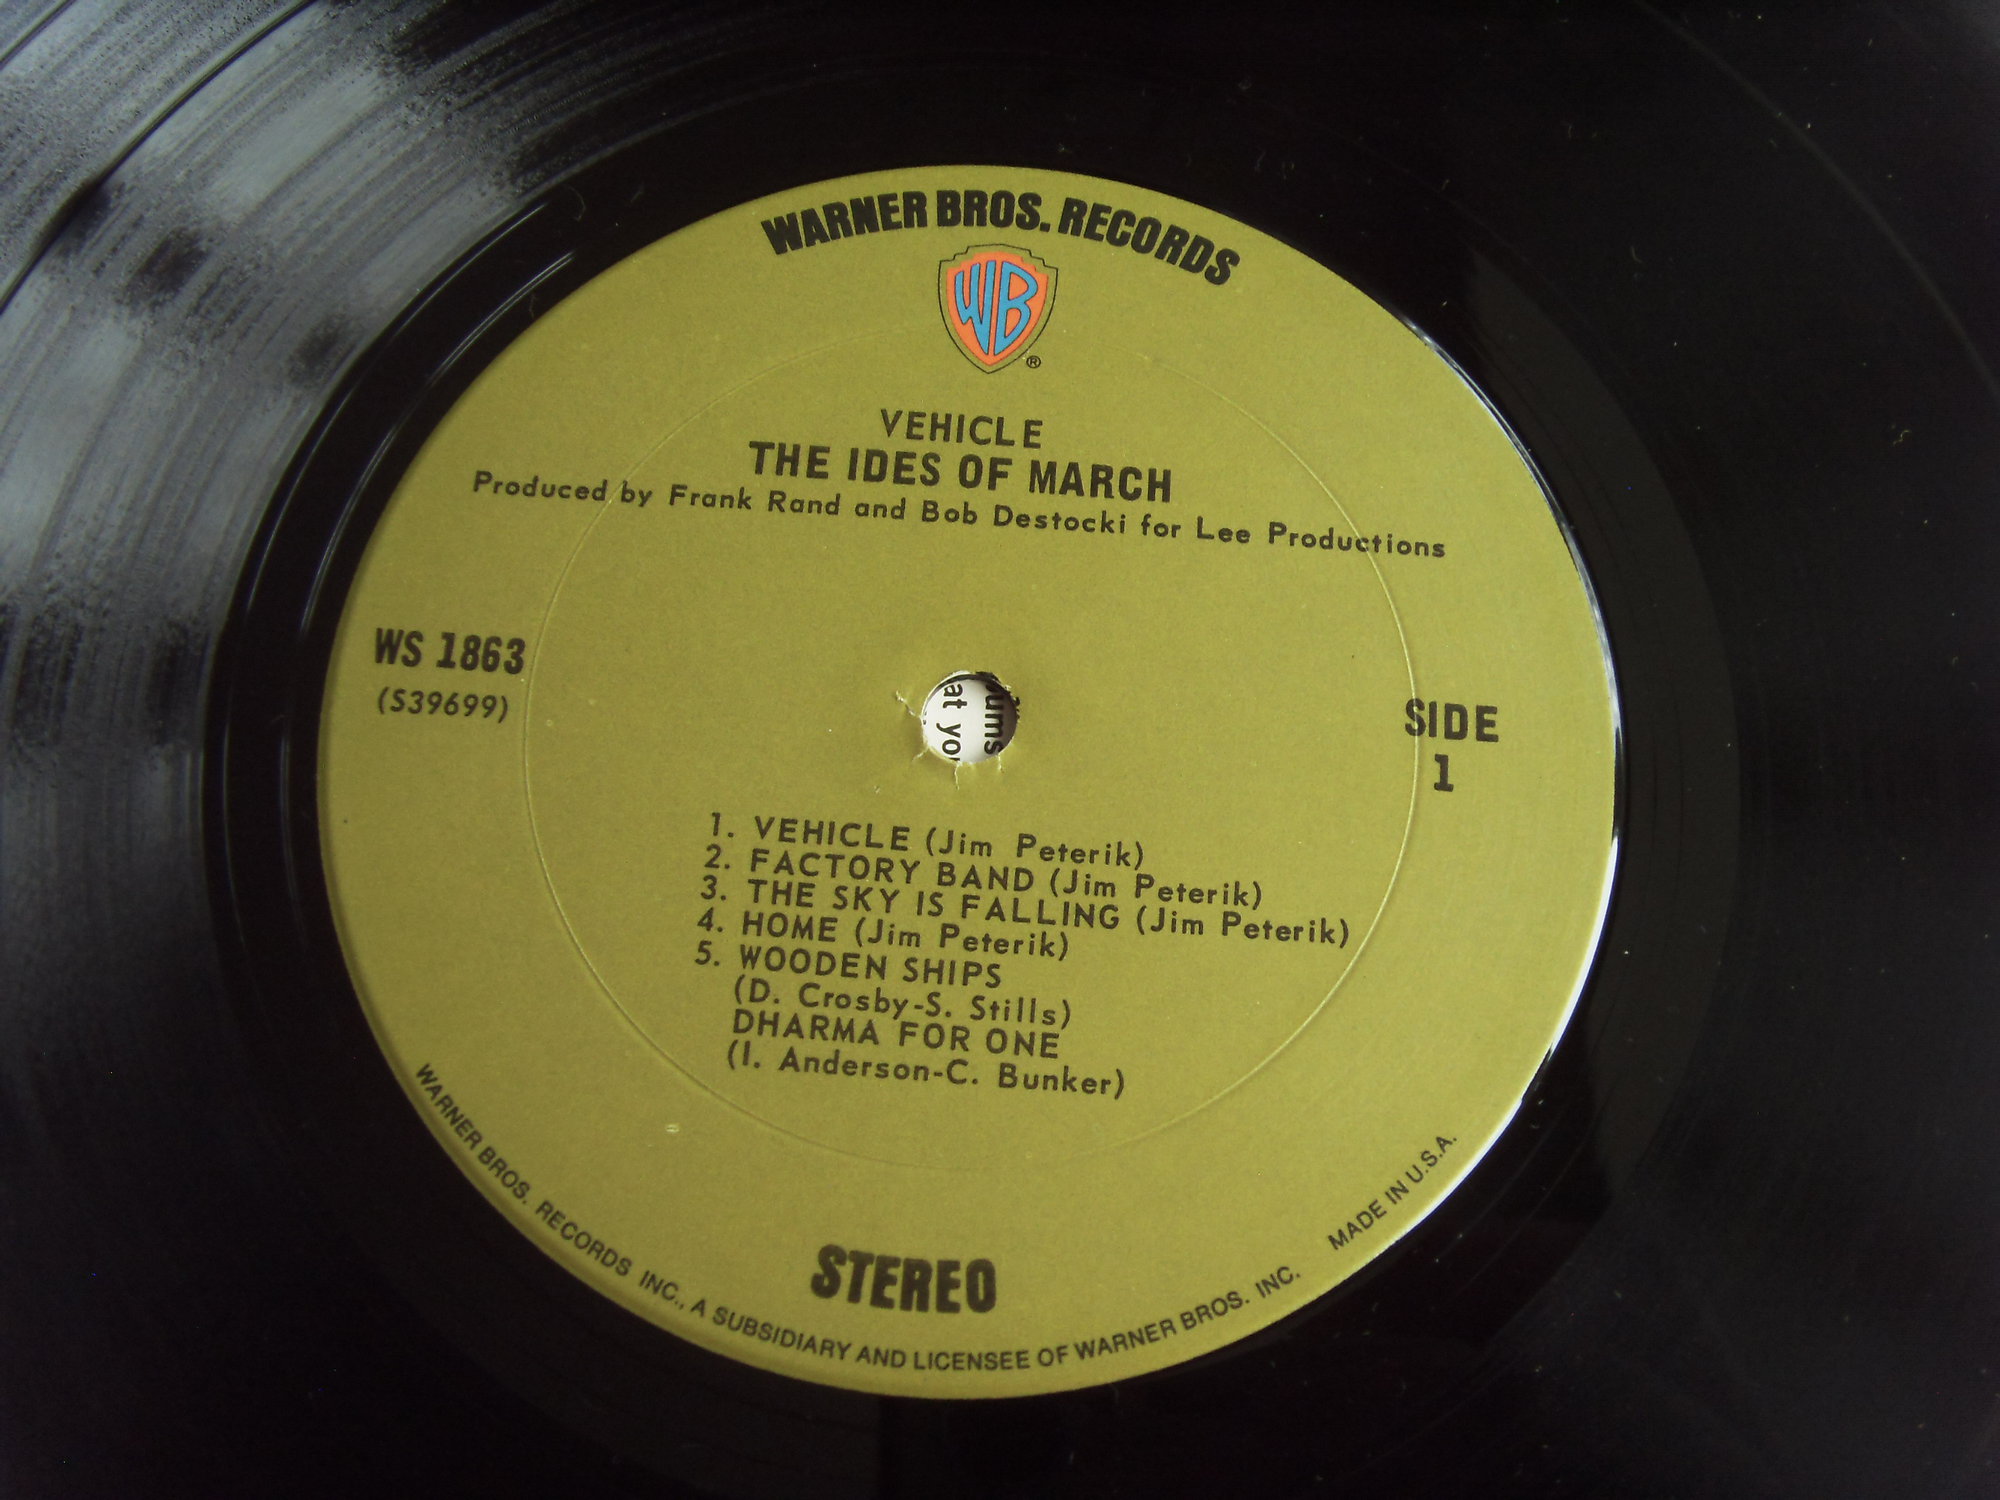 WARNER BROS. RECORDS
WB
®
VEHICLE
THE IDES OF MARCH
Produced by Frank Rand and Bob Destocki for Lee Productions
WS 1863
(S39699)
SIDE
1
ums
at yo
1. VEHICLE (Jim Peterik)
2. FACTORY BAND (Jim Peterik)
3. THE SKY IS FALLING (Jim Peterik)
4. HOME (Jim Peterik)
5. WOODEN SHIPS
(D. Crosby-S. Stills)
DHARMA FOR ONE
(I. Anderson-C. Bunker)
STEREO
WARNER BROS. RECORDS INC., A SUBSIDIARY AND LICENSEE OF WARNER BROS. INC. MADE IN U.S.A.